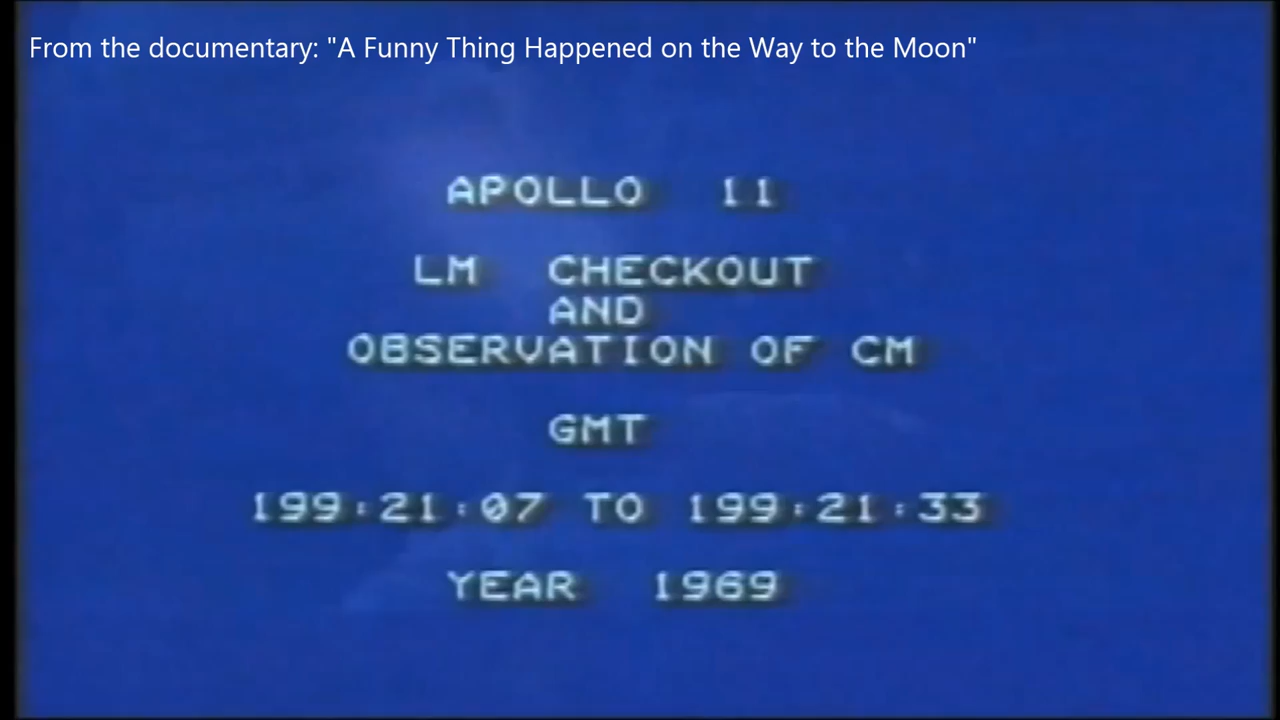 From the documentary: "A Funny Thing Happened on the Way to the Moon"
APOLLO 11
LM CHECKOUT
AND
OBSERVATION OF CM
GMT
199:21:07 TO 199:21:33
YEAR 1969